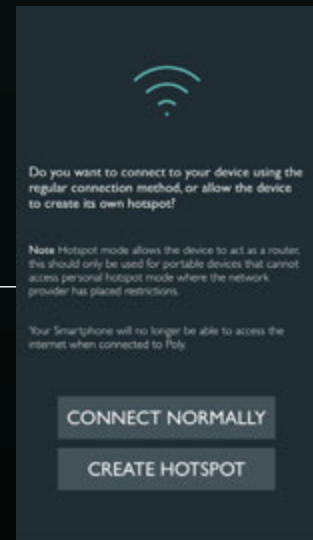 Do you want to connect to your device using the
regular connection method, or allow the device
to create its own hotspot?
Note Hotspot mode allows the device to act as a router,
this should only be used for portable devices that cannot
access personal hotspot mode where the network
provider has placed restrictions.
Your Smartphone will no longer be able to access the
internet when connected to Poly.
CONNECT NORMALLY
CREATE HOTSPOT